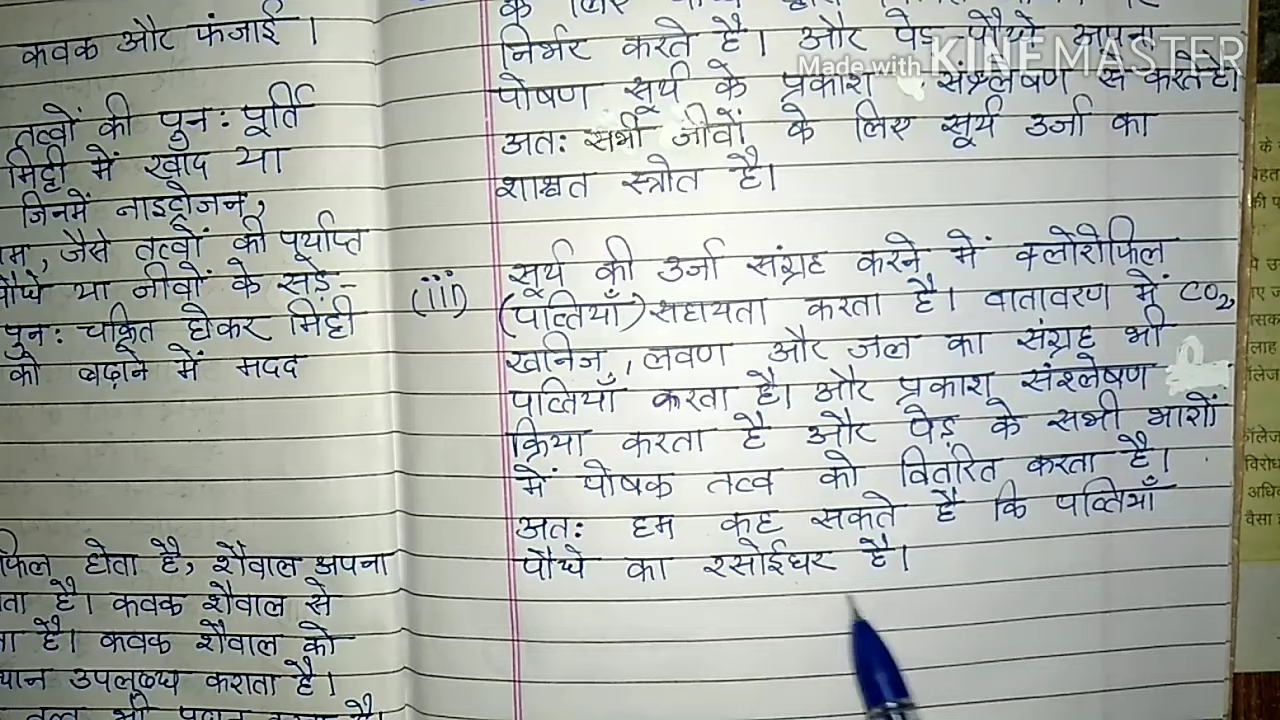 कवक और फंजाई।
तत्वों की पुन: पूर्ति
मिट्टी में खाद या
जिनमें नाइट्रोजन,
म, जैसे तत्वों की पर्याप्त
पौधे या जीवों के सड़े-
पुन: चक्रित होकर मिट्टी
को बढ़ाने में मदद
फिल होता है, शैवाल अपना
ता है। कवक शैवाल से
ता है। कवक शैवाल को
उपलब्ध कराता है।
के लिए
निर्भर करते है। और पेड़-पौधे अपना
पोषण सूर्य के प्रकाश संश्लेषण से करते है।
अत: सभी जीवों के लिए सूर्य उर्जा का
शाश्वत स्त्रोत है।
(iii) सूर्य की उर्जा संग्रह करने में क्लोरोफिल
(पत्तियाँ) सहायता करता है। वातावरण में CO₂,
खनिज, लवण और जल का संग्रह भी
पत्तियाँ करता है। और प्रकाश संश्लेषण
क्रिया करता है और पेड़ के सभी भागों
में पोषक तत्व को वितरित करता है।
अत: हम कह सकते है कि पत्तियाँ
पौधे का रसोईघर है।
Made with KINEMASTER
के
बेहत
की प
लाह
लेज
कॉलेज
विरोध
अधि
वैसा